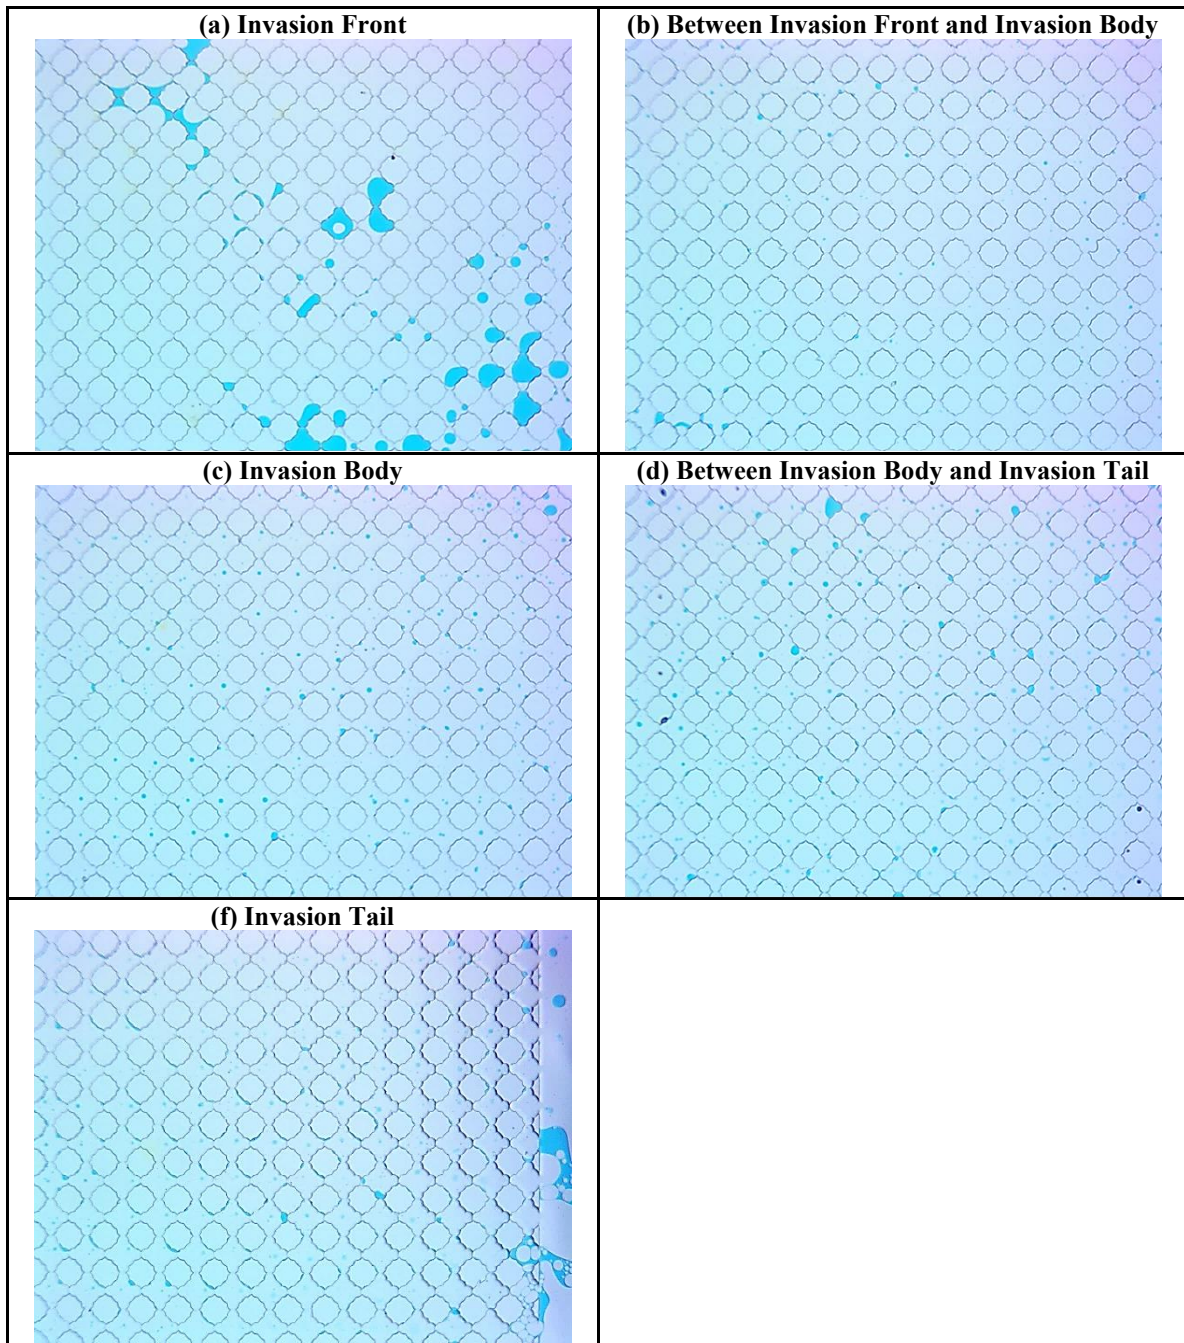 (a) Invasion Front
(b) Between Invasion Front and Invasion Body
(c) Invasion Body
(d) Between Invasion Body and Invasion Tail
(f) Invasion Tail